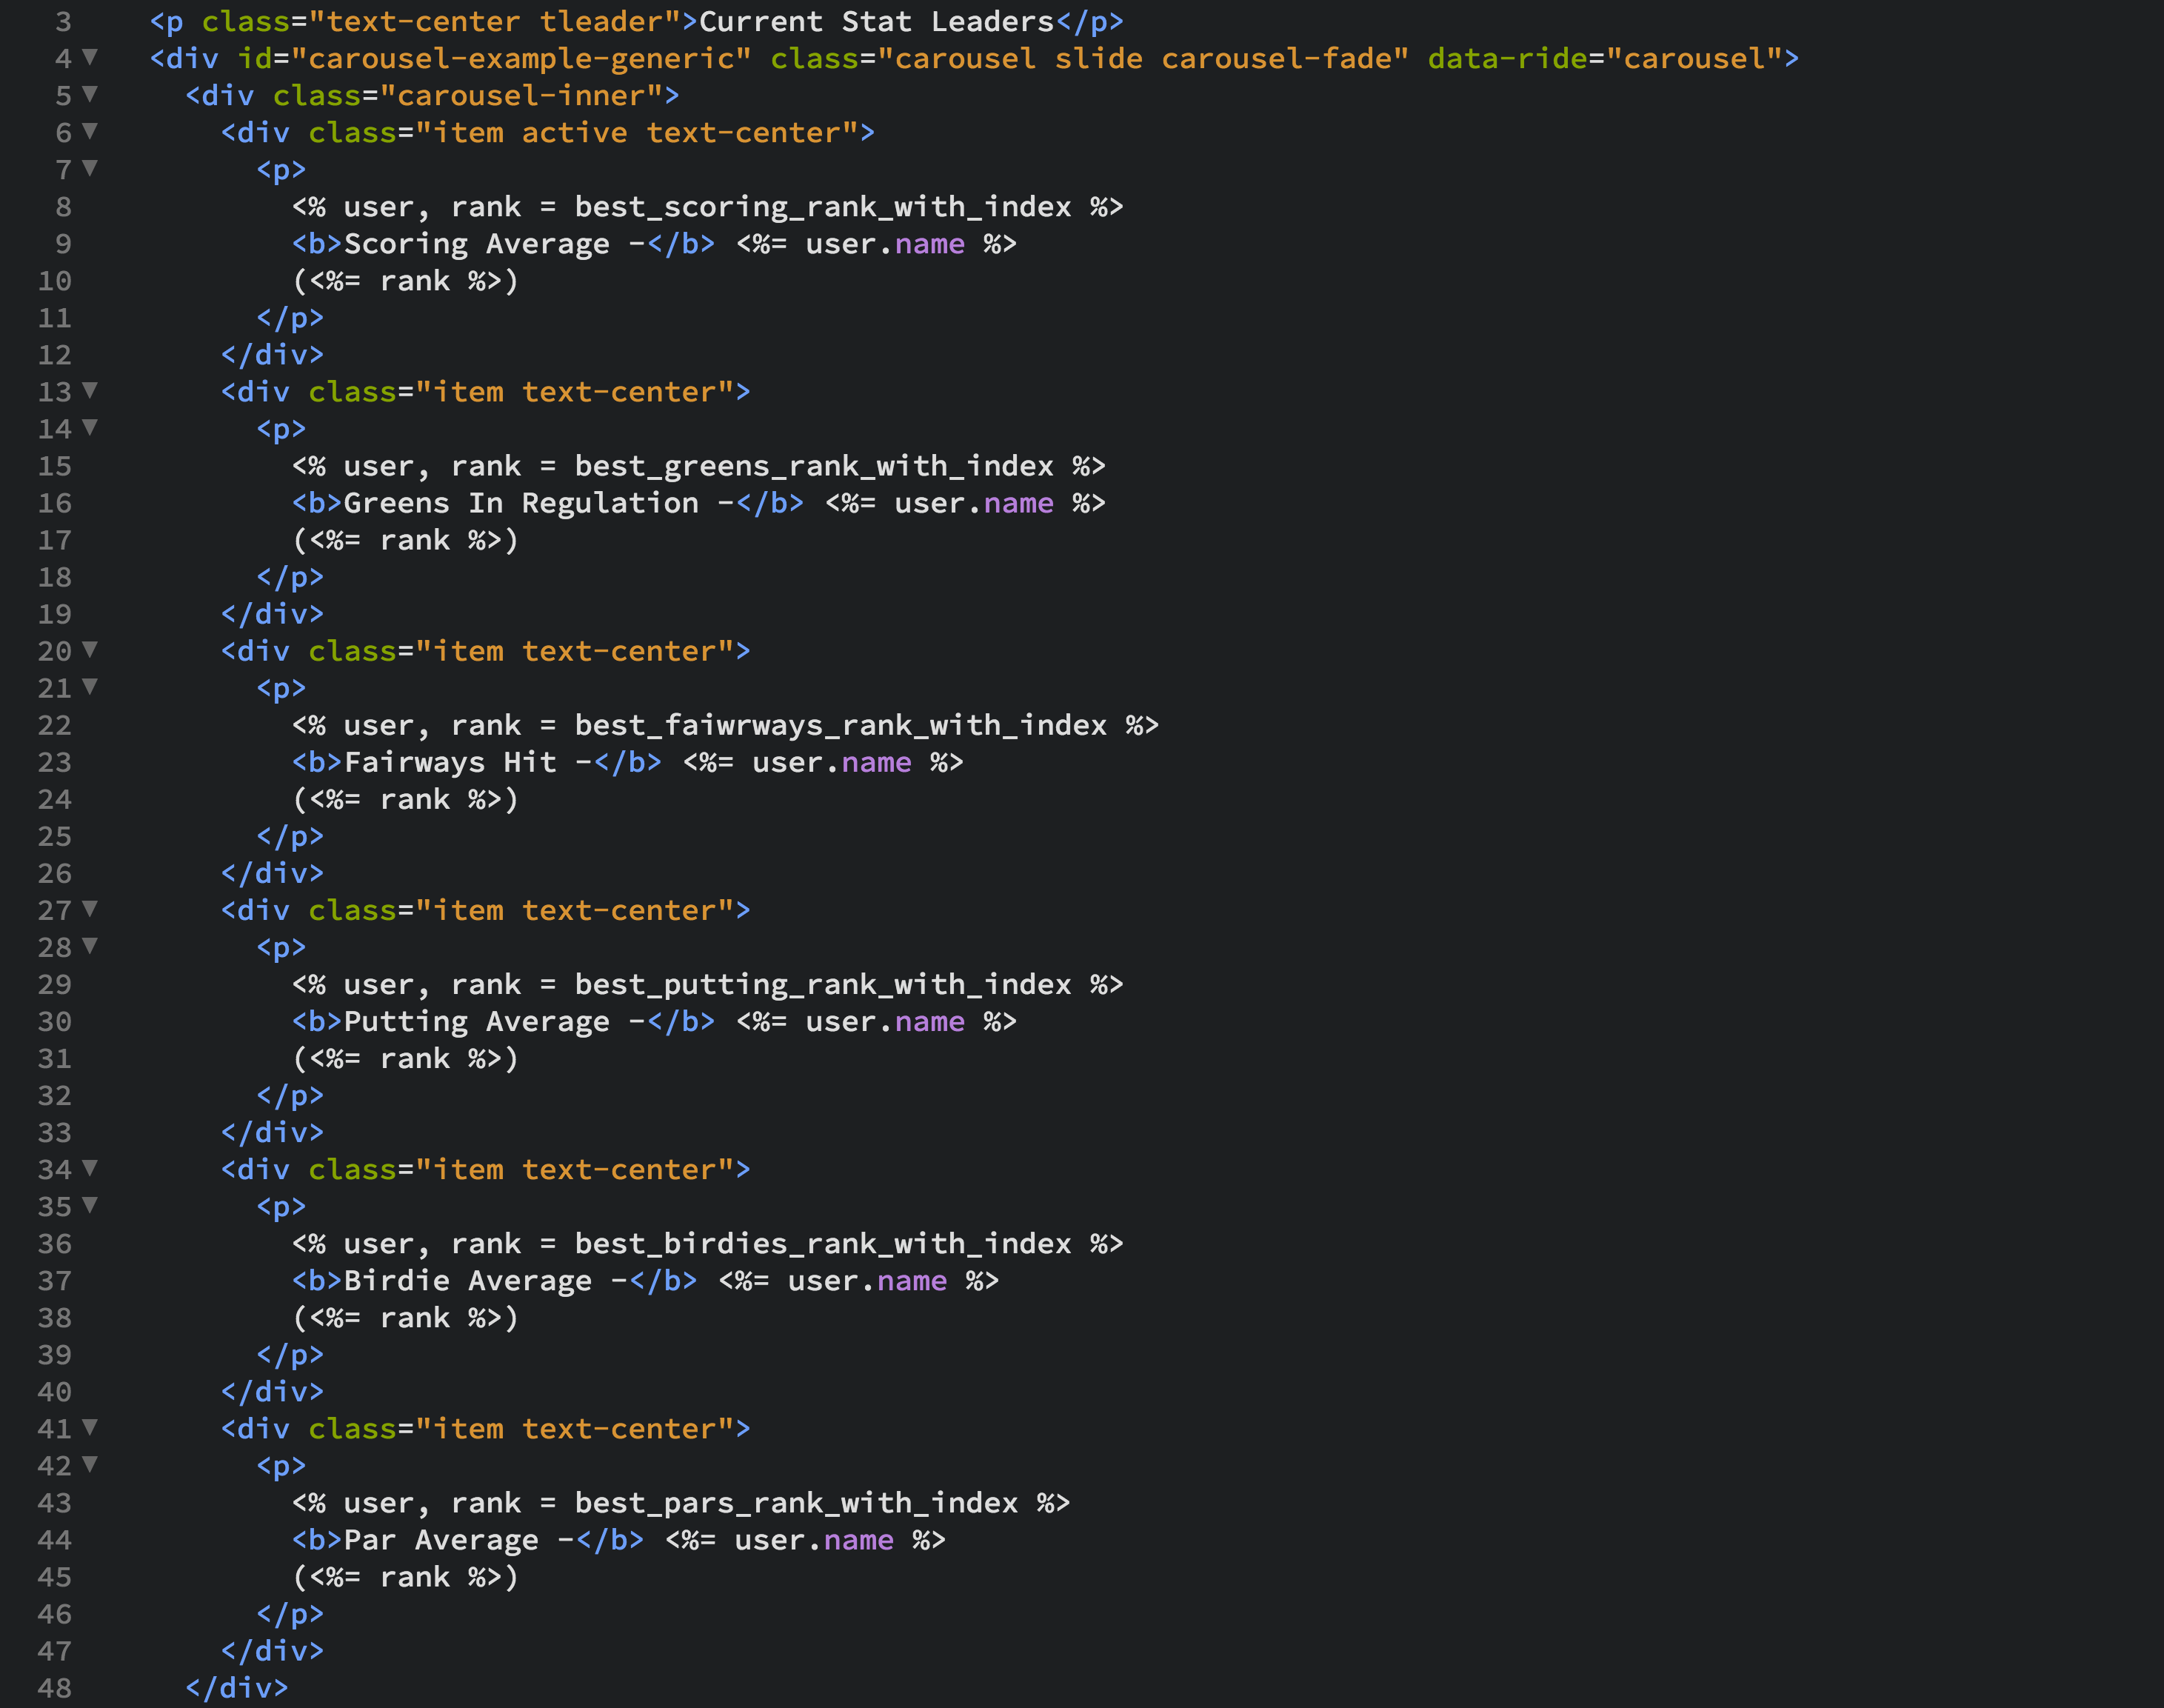 3 <p class="text-center tleader">Current Stat Leaders</p>
4 ▼ <div id="carousel-example-generic" class="carousel slide carousel-fade" data-ride="carousel">
5 ▼ <div class="carousel-inner">
6 ▼ <div class="item active text-center">
7 ▼ <p>
8 <% user, rank = best_scoring_rank_with_index %>
9 <b>Scoring Average -</b> <%= user.name %>
10 (<%= rank %>)
11 </p>
12 </div>
13 ▼ <div class="item text-center">
14 ▼ <p>
15 <% user, rank = best_greens_rank_with_index %>
16 <b>Greens In Regulation -</b> <%= user.name %>
17 (<%= rank %>)
18 </p>
19 </div>
20 ▼ <div class="item text-center">
21 ▼ <p>
22 <% user, rank = best_faiwrways_rank_with_index %>
23 <b>Fairways Hit -</b> <%= user.name %>
24 (<%= rank %>)
25 </p>
26 </div>
27 ▼ <div class="item text-center">
28 ▼ <p>
29 <% user, rank = best_putting_rank_with_index %>
30 <b>Putting Average -</b> <%= user.name %>
31 (<%= rank %>)
32 </p>
33 </div>
34 ▼ <div class="item text-center">
35 ▼ <p>
36 <% user, rank = best_birdies_rank_with_index %>
37 <b>Birdie Average -</b> <%= user.name %>
38 (<%= rank %>)
39 </p>
40 </div>
41 ▼ <div class="item text-center">
42 ▼ <p>
43 <% user, rank = best_pars_rank_with_index %>
44 <b>Par Average -</b> <%= user.name %>
45 (<%= rank %>)
46 </p>
47 </div>
48 </div>